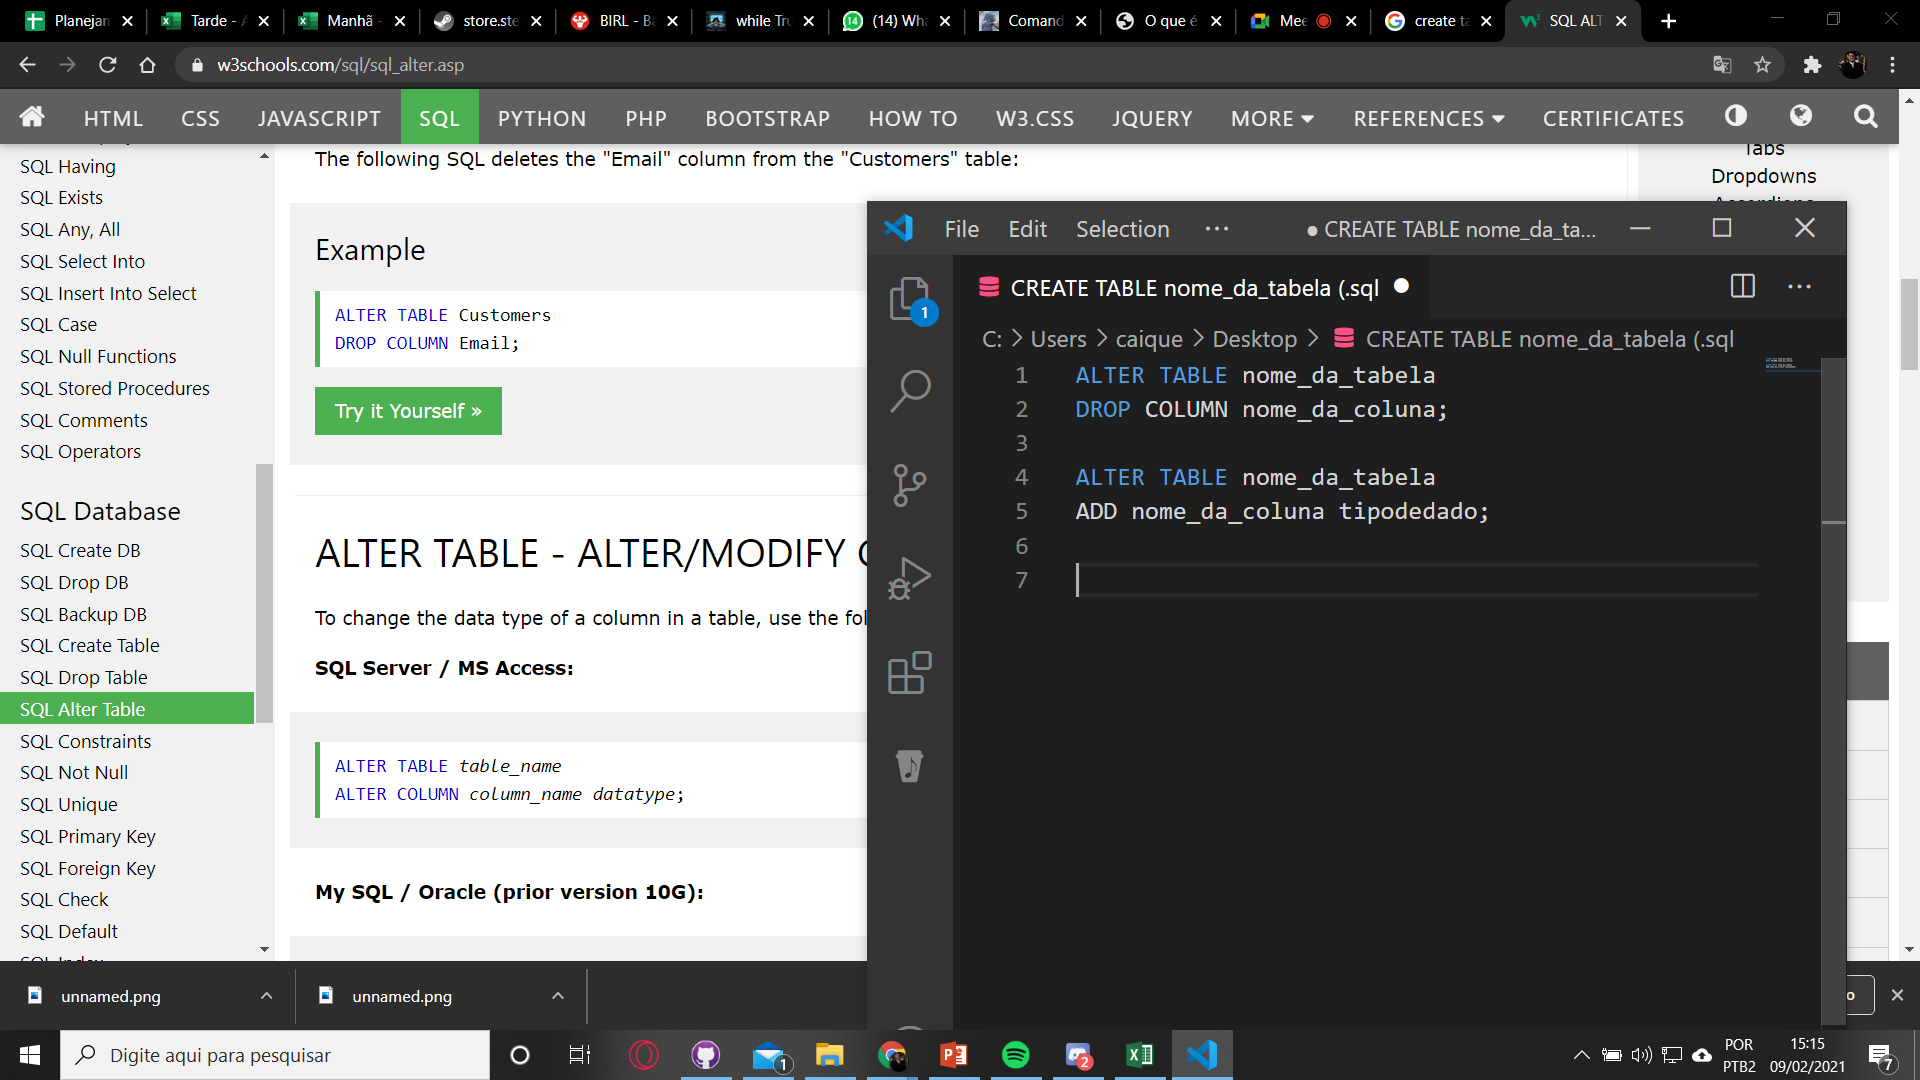 Planejam
Tarde - A
Manhã -
store.ste
BIRL - Ba
while Tru
(14) Wha
Comand
O que é
Mee
create ta
SQL ALT
w3schools.com/sql/sql_alter.asp
HTML CSS JAVASCRIPT SQL PYTHON PHP BOOTSTRAP HOW TO W3.CSS JQUERY MORE REFERENCES CERTIFICATES
SQL Having
SQL Exists
SQL Any, All
SQL Select Into
SQL Insert Into Select
SQL Case
SQL Null Functions
SQL Stored Procedures
SQL Comments
SQL Operators
SQL Database
SQL Create DB
SQL Drop DB
SQL Backup DB
SQL Create Table
SQL Drop Table
SQL Alter Table
SQL Constraints
SQL Not Null
SQL Unique
SQL Primary Key
SQL Foreign Key
SQL Check
SQL Default
The following SQL deletes the "Email" column from the "Customers" table:
Example
ALTER TABLE Customers
DROP COLUMN Email;
Try it Yourself »
ALTER TABLE - ALTER/MODIFY
To change the data type of a column in a table, use the fol
SQL Server / MS Access:
ALTER TABLE table_name
ALTER COLUMN column_name datatype;
My SQL / Oracle (prior version 10G):
Tabs
Dropdowns
File Edit Selection ··· ● CREATE TABLE nome_da_ta...
1
CREATE TABLE nome_da_tabela (.sql
C: > Users > caique > Desktop > CREATE TABLE nome_da_tabela (.sql
1 ALTER TABLE nome_da_tabela
2 DROP COLUMN nome_da_coluna;
3
4 ALTER TABLE nome_da_tabela
5 ADD nome_da_coluna tipodedado;
6
7
unnamed.png
unnamed.png
o
Digite aqui para pesquisar
1
2
POR
PTB2
15:15
09/02/2021
7